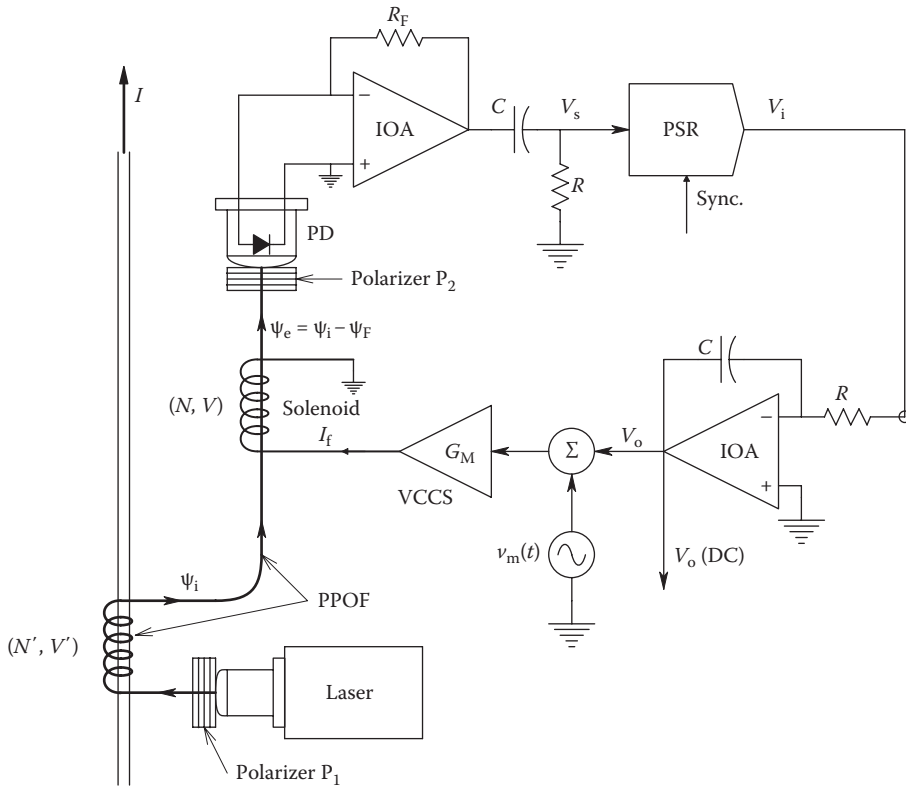 R_F
I
C
V_s
V_i
−
IOA
+
PSR
R
Sync.
PD
Polarizer P_2
ψ_e = ψ_i – ψ_F
C
(N, V)
Solenoid
R
I_f
G_M
Σ
V_o
−
IOA
+
VCCS
v_m(t)
V_o (DC)
ψ_i
PPOF
(N′, V′)
Laser
Polarizer P_1